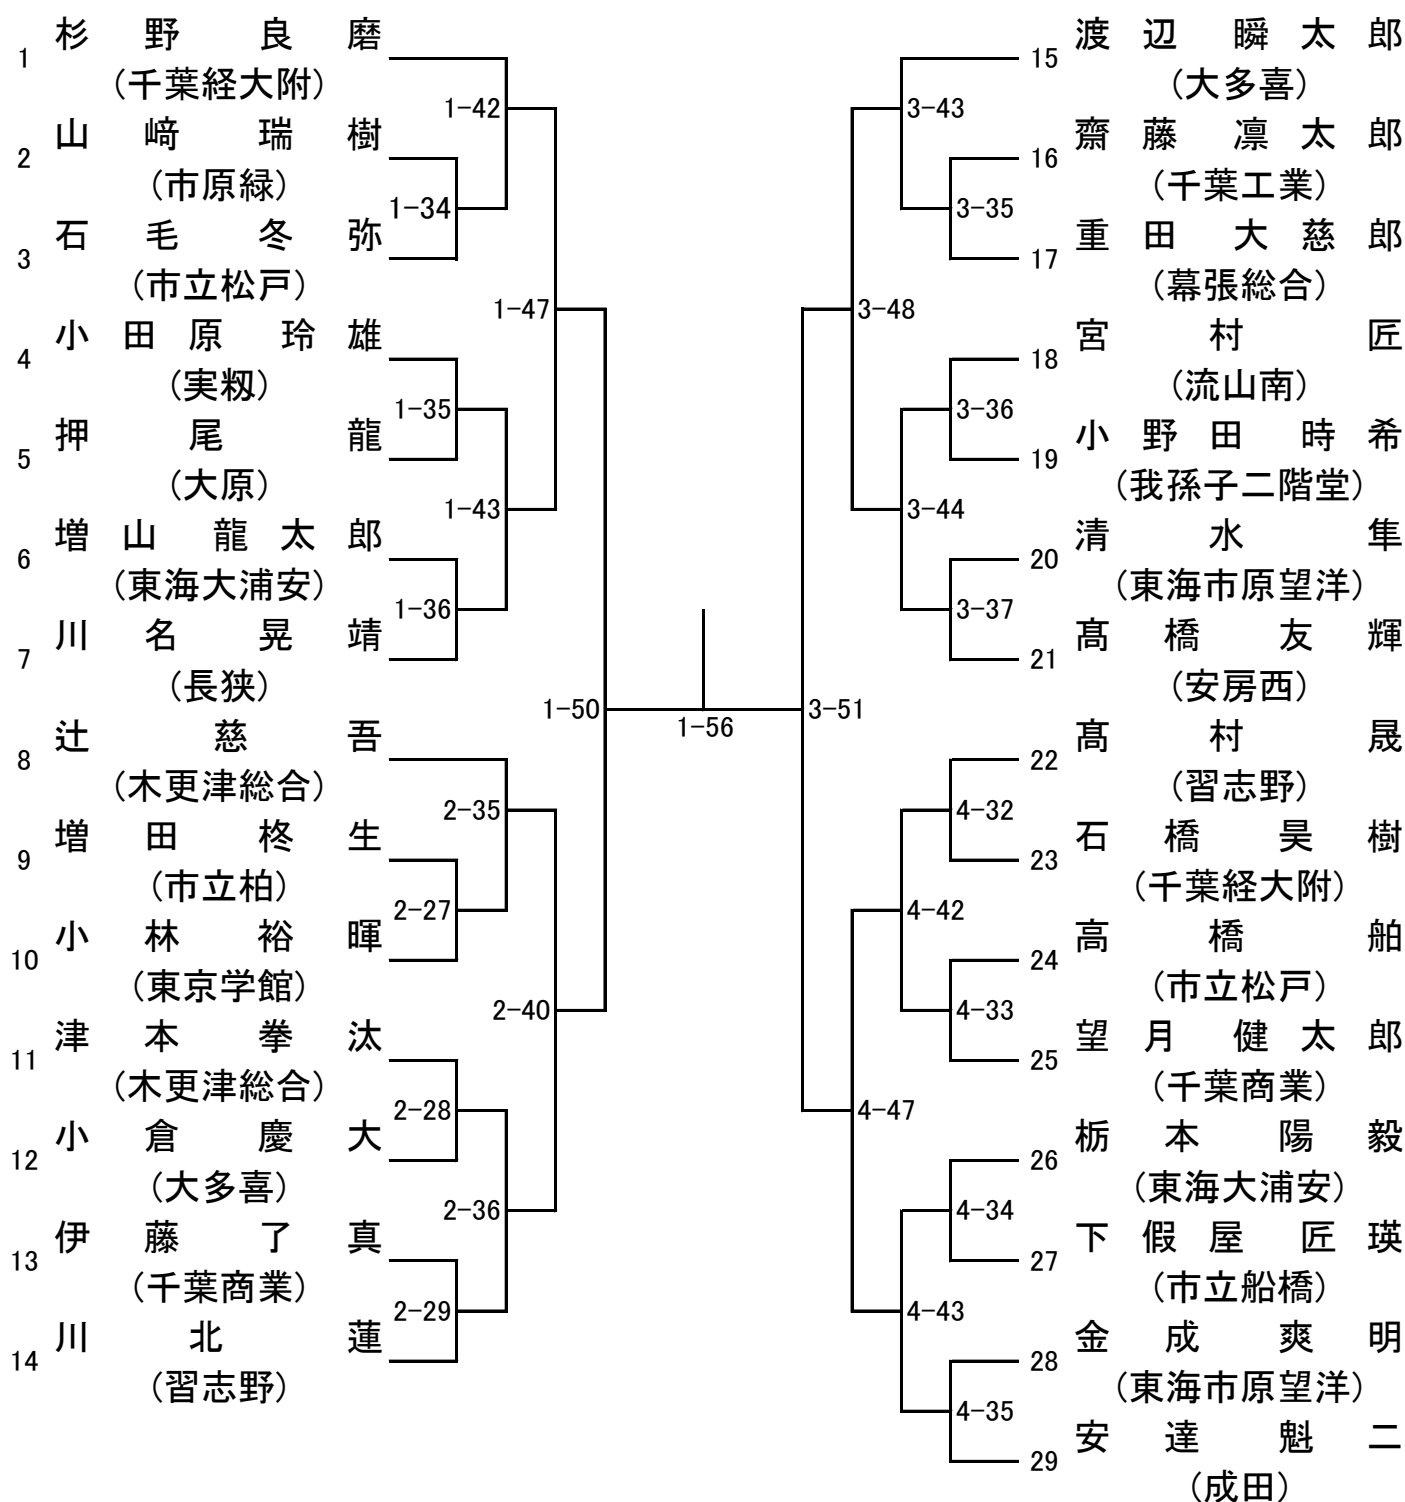 1 杉野良磨
(千葉経大附)
2 山﨑瑞樹
(市原緑)
3 石毛冬弥
(市立松戸)
4 小田原玲雄
(実籾)
5 押尾龍
(大原)
6 増山龍太郎
(東海大浦安)
7 川名晃靖
(長狭)
8 辻慈吾
(木更津総合)
9 増田柊生
(市立柏)
10 小林裕暉
(東京学館)
11 津本拳汰
(木更津総合)
12 小倉慶大
(大多喜)
13 伊藤了真
(千葉商業)
14 川北蓮
(習志野)
1-42
1-34
1-47
1-35
1-43
1-36
1-50
2-35
2-27
2-40
2-28
2-36
2-29
1-56
3-43
3-35
3-48
3-36
3-44
3-37
3-51
4-32
4-42
4-33
4-47
4-34
4-43
4-35
15 渡辺瞬太郎
(大多喜)
16 齋藤凛太郎
(千葉工業)
17 重田大慈郎
(幕張総合)
18 宮村匠
(流山南)
19 小野田時希
(我孫子二階堂)
20 清水隼
(東海市原望洋)
21 髙橋友輝
(安房西)
22 髙村晟
(習志野)
23 石橋昊樹
(千葉経大附)
24 高橋舶
(市立松戸)
25 望月健太郎
(千葉商業)
26 栃本陽毅
(東海大浦安)
27 下假屋匠瑛
(市立船橋)
28 金成爽明
(東海市原望洋)
29 安達魁二
(成田)